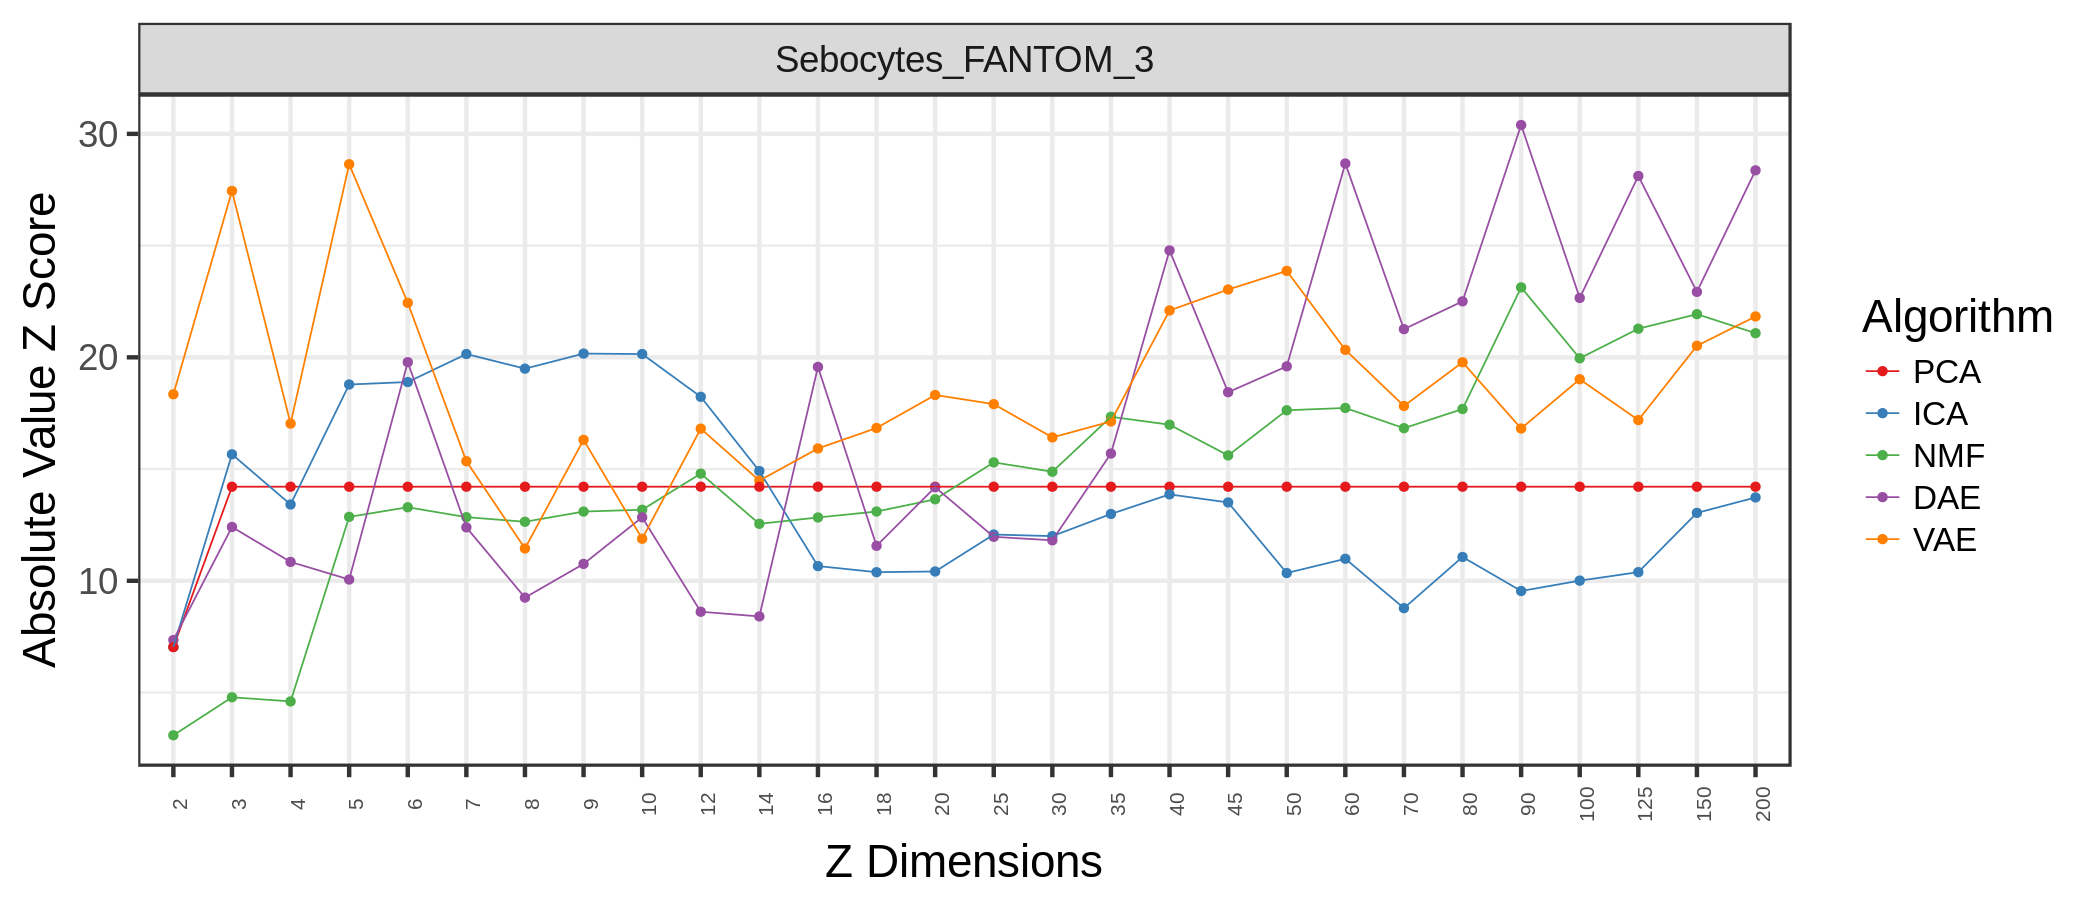 Sebocytes_FANTOM_3
Absolute Value Z Score
30
20
10
2 3 4 5 6 7 8 9 10 12 14 16 18 20 25 30 35 40 45 50 60 70 80 90 100 125 150 200
Z Dimensions
Algorithm
PCA
ICA
NMF
DAE
VAE